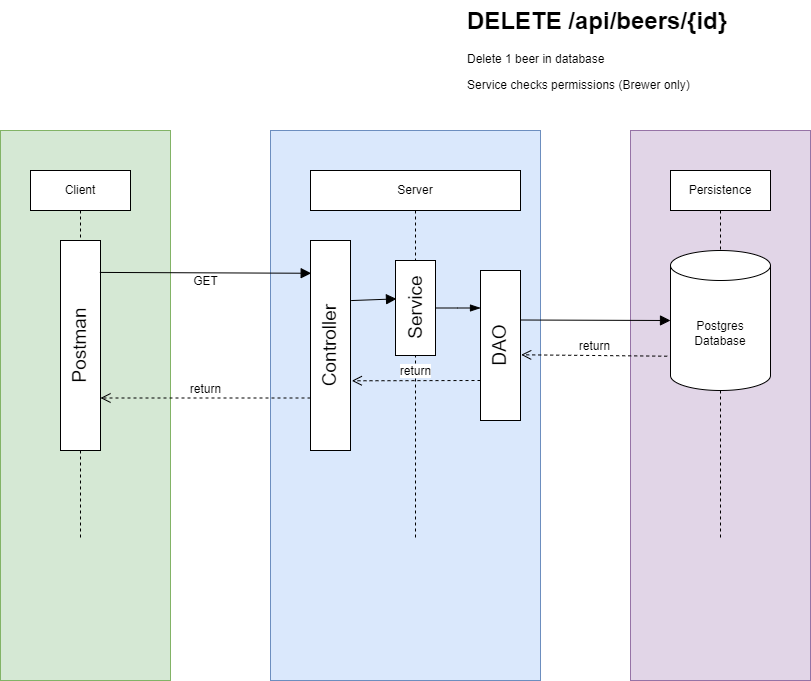 DELETE /api/beers/{id}
Delete 1 beer in database
Service checks permissions (Brewer only)
Client
Server
Persistence
GET
Postman
Controller
Service
DAO
Postgres
Database
return
return
return